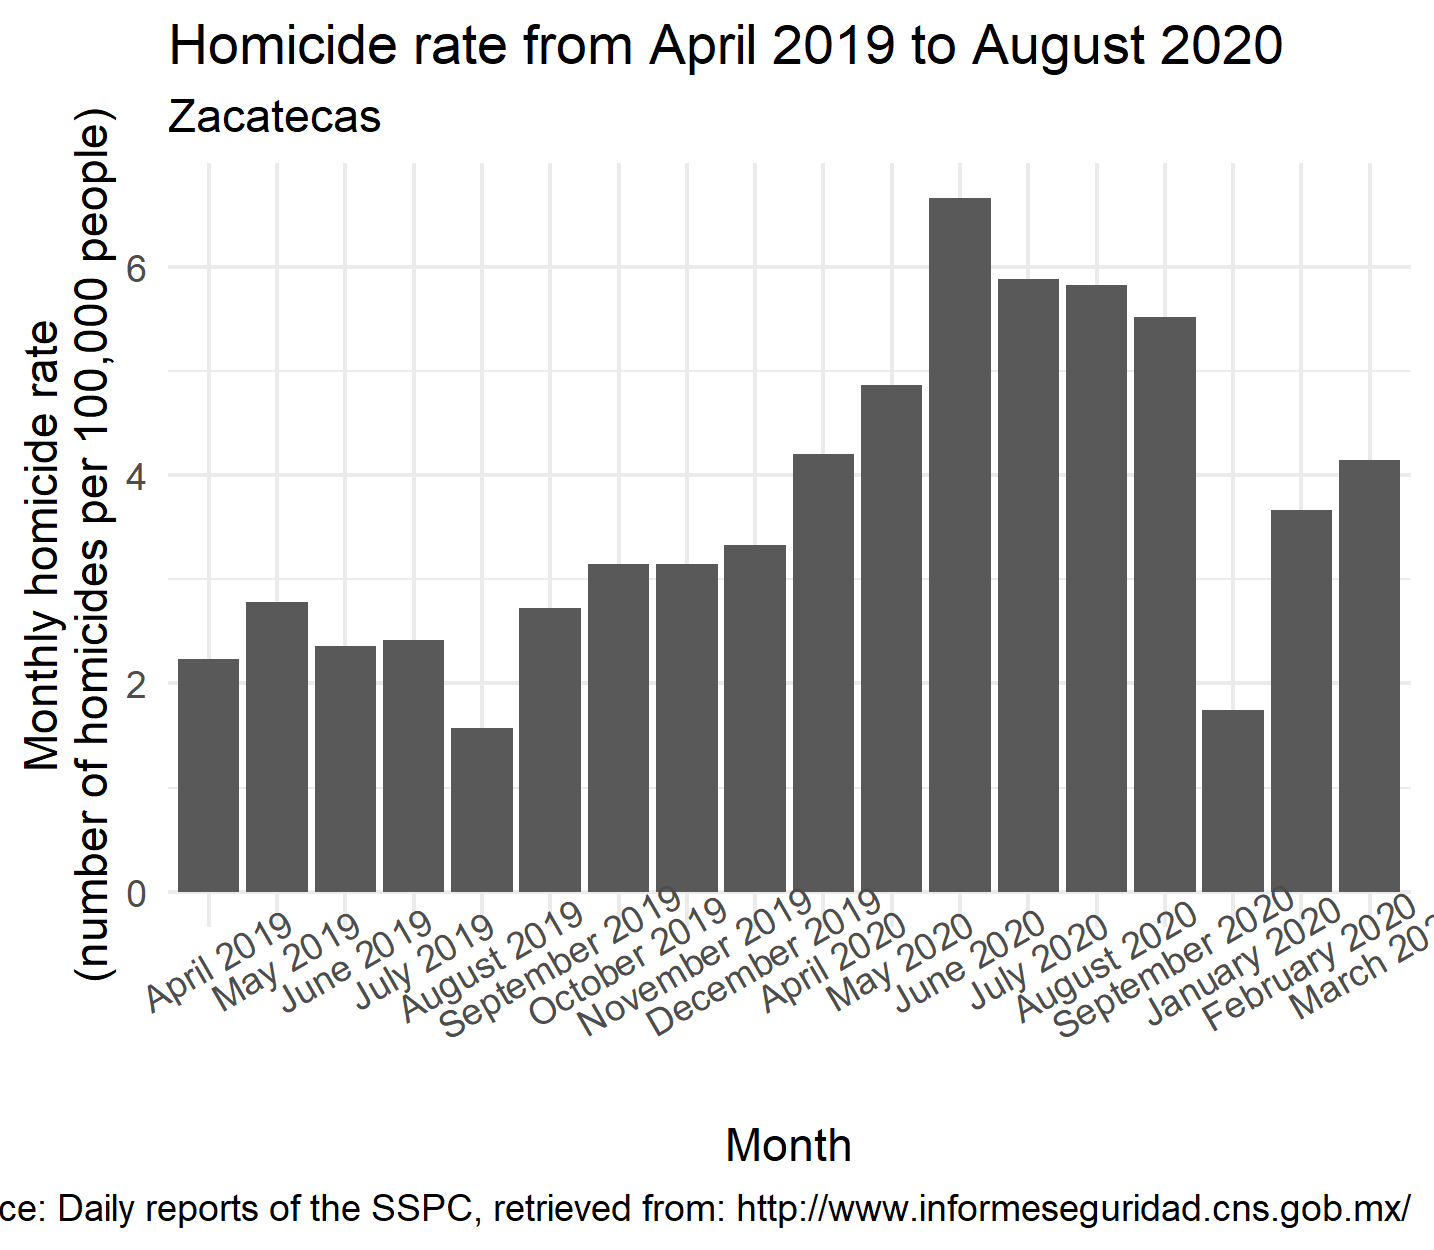 Homicide rate from April 2019 to August 2020
Zacatecas
Monthly homicide rate
(number of homicides per 100,000 people)
6
4
2
0
April 2019
May 2019
June 2019
July 2019
August 2019
September 2019
October 2019
November 2019
December 2019
April 2020
May 2020
June 2020
July 2020
August 2020
September 2020
January 2020
February 2020
March 202
Month
ce: Daily reports of the SSPC, retrieved from: http://www.informeseguridad.cns.gob.mx/